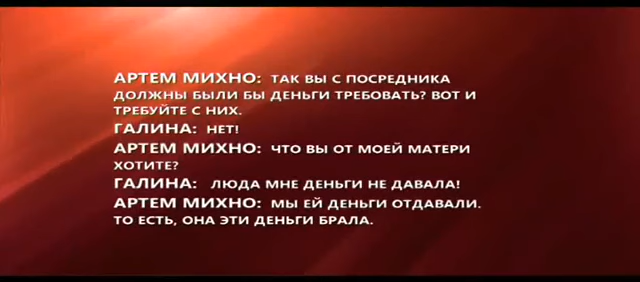 АРТЕМ МИХНО: ТАК ВЫ С ПОСРЕДНИКА
ДОЛЖНЫ БЫЛИ БЫ ДЕНЬГИ ТРЕБОВАТЬ? ВОТ И
ТРЕБУЙТЕ С НИХ.
ГАЛИНА: НЕТ!
АРТЕМ МИХНО: ЧТО ВЫ ОТ МОЕЙ МАТЕРИ
ХОТИТЕ?
ГАЛИНА: ЛЮДА МНЕ ДЕНЬГИ НЕ ДАВАЛА!
АРТЕМ МИХНО: МЫ ЕЙ ДЕНЬГИ ОТДАВАЛИ.
ТО ЕСТЬ, ОНА ЭТИ ДЕНЬГИ БРАЛА.